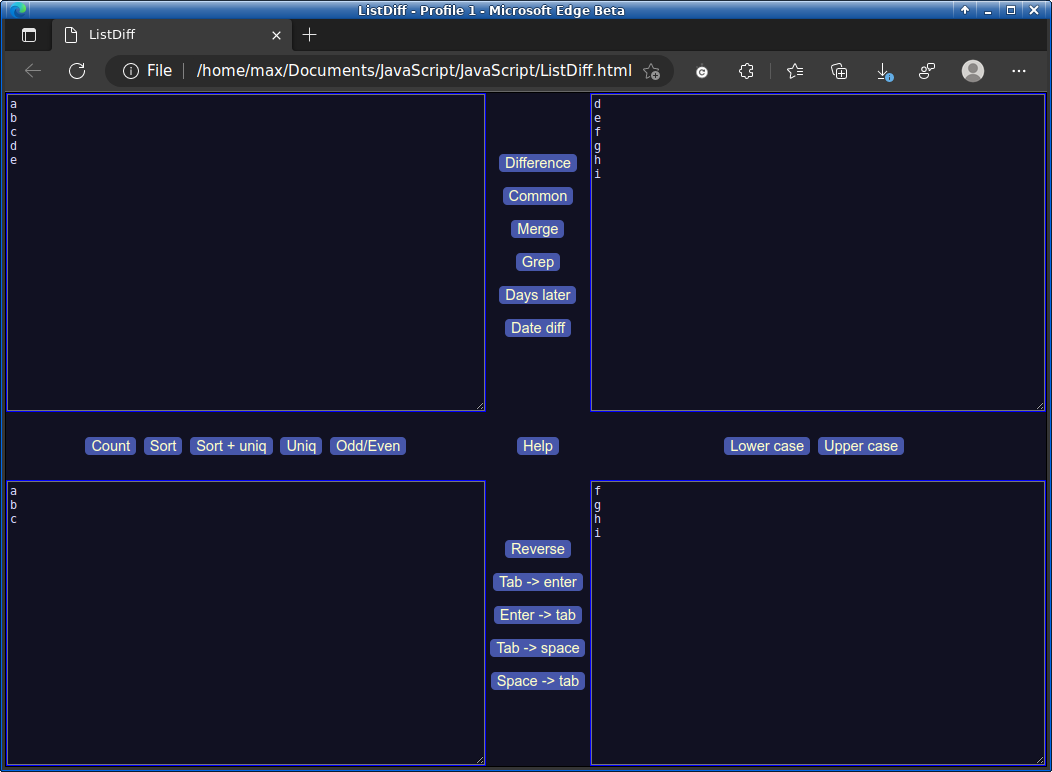 ListDiff - Profile 1 - Microsoft Edge Beta
ListDiff
File /home/max/Documents/JavaScript/JavaScript/ListDiff.html
a
b
c
d
e
Difference
Common
Merge
Grep
Days later
Date diff
d
e
f
g
h
i
Count Sort Sort + uniq Uniq Odd/Even Help Lower case Upper case
a
b
c
Reverse
Tab -> enter
Enter -> tab
Tab -> space
Space -> tab
f
g
h
i